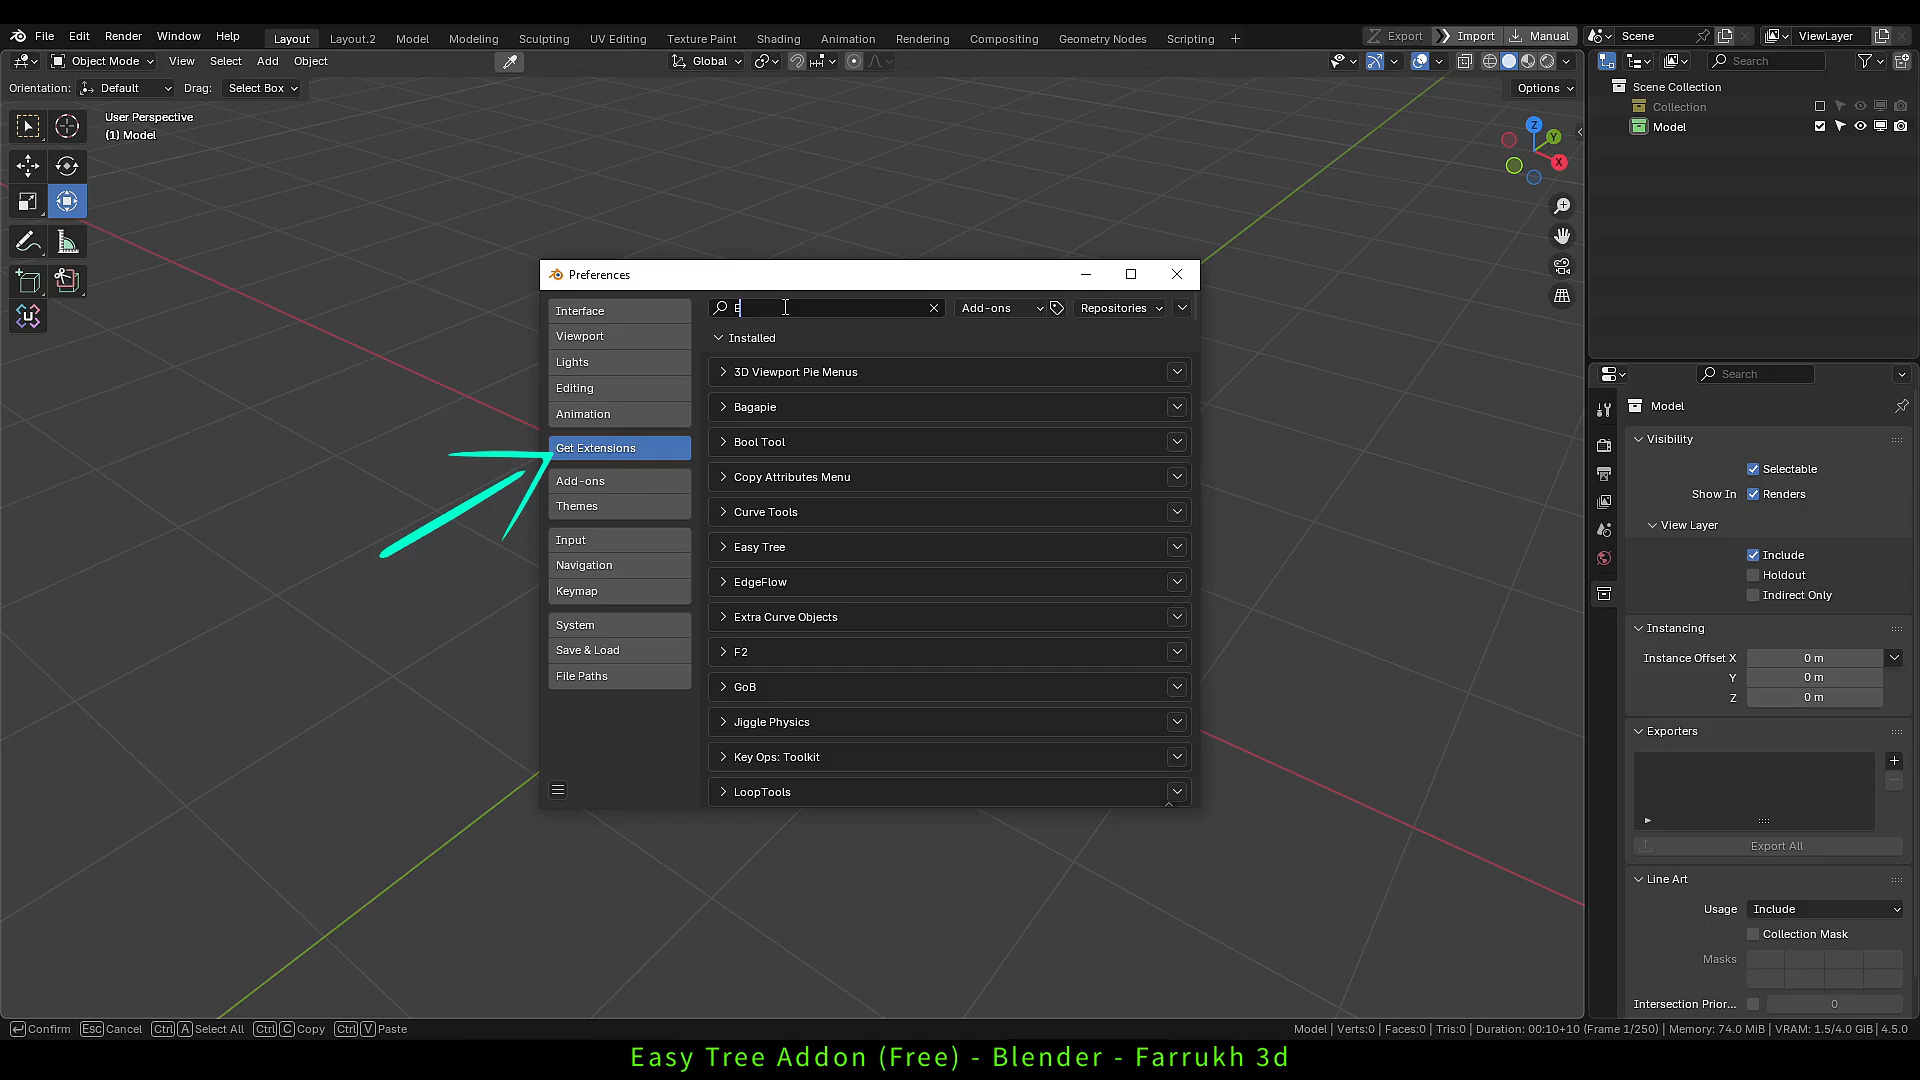 File Edit Render Window Help Layout Layout.2 Model Modeling Sculpting UV Editing Texture Paint Shading Animation Rendering Compositing Geometry Nodes Scripting + Export Import Manual Scene ViewLayer
Object Mode View Select Add Object Global Search
Orientation: Default Drag: Select Box Options
User Perspective
(1) Model
Z
Y
X
Scene Collection
Collection
Model
Preferences
Interface
Viewport
Lights
Editing
Animation
Get Extensions
Add-ons
Themes
Input
Navigation
Keymap
System
Save & Load
File Paths
E Add-ons Repositories
Installed
3D Viewport Pie Menus
Bagapie
Bool Tool
Copy Attributes Menu
Curve Tools
Easy Tree
EdgeFlow
Extra Curve Objects
F2
GoB
Jiggle Physics
Key Ops: Toolkit
LoopTools
Search
Model
Visibility
Selectable
Show In Renders
View Layer
Include
Holdout
Indirect Only
Instancing
Instance Offset X 0 m
Y 0 m
Z 0 m
Exporters
Export All
Line Art
Usage Include
Collection Mask
Masks
Intersection Prior... 0
Confirm Esc Cancel Ctrl A Select All Ctrl C Copy Ctrl V Paste
Model | Verts:0 | Faces:0 | Tris:0 | Duration: 00:10+10 (Frame 1/250) | Memory: 74.0 MiB | VRAM: 1.5/4.0 GiB | 4.5.0
Easy Tree Addon (Free) - Blender - Farrukh 3d